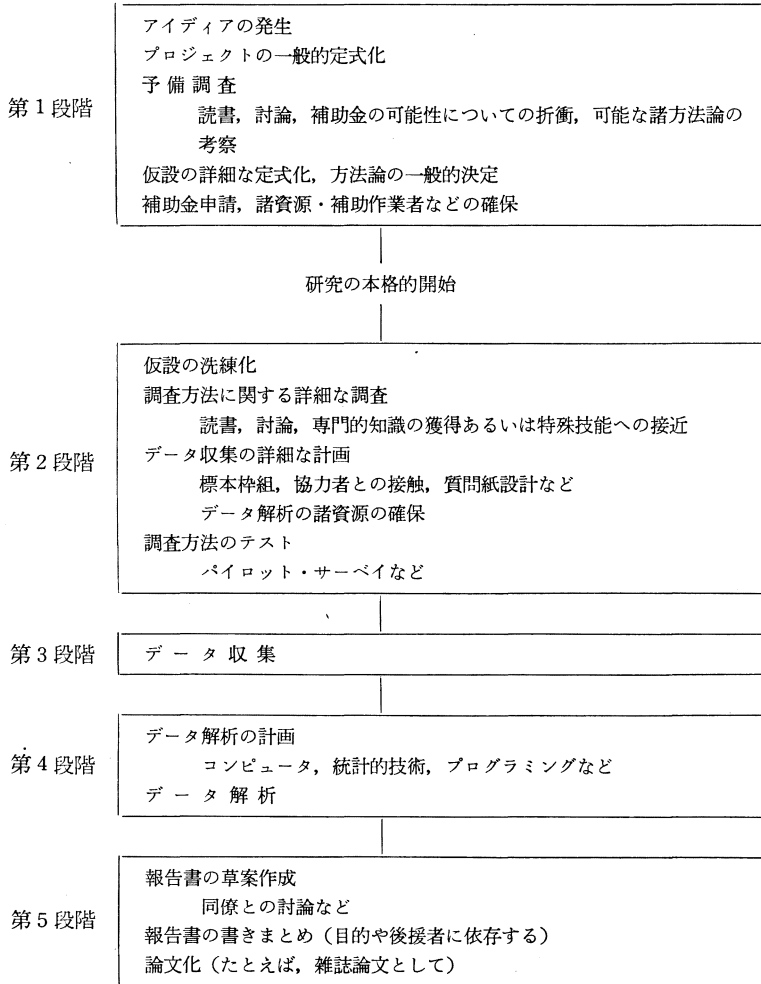 アイディアの発生
プロジェクトの一般的定式化
予備調査
第1段階
読書，討論，補助金の可能性についての折衝，可能な諸方法論の
考察
仮設の詳細な定式化，方法論の一般的決定
補助金申請，諸資源・補助作業者などの確保
研究の本格的開始
仮設の洗練化
調査方法に関する詳細な調査
読書，討論，専門的知識の獲得あるいは特殊技能への接近
第2段階
データ収集の詳細な計画
標本枠組，協力者との接触，質問紙設計など
データ解析の諸資源の確保
調査方法のテスト
パイロット・サーベイなど
第3段階
データ収集
データ解析の計画
第4段階
コンピュータ，統計的技術，プログラミングなど
データ解析
報告書の草案作成
同僚との討論など
第5段階
報告書の書きまとめ（目的や後援者に依存する）
論文化（たとえば，雑誌論文として）